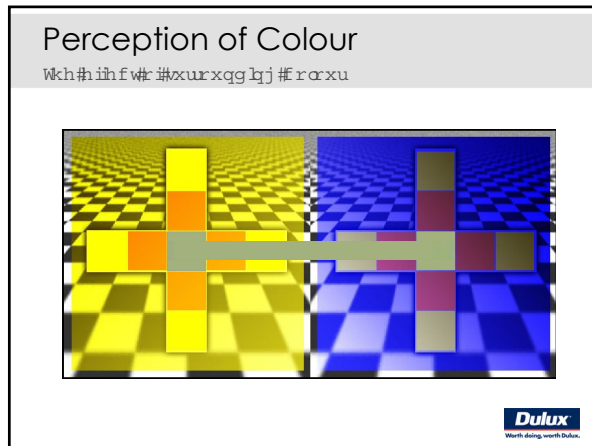 Perception of Colour
Wkh#hiihfw#ri#vxuurxqglqj#frorxu
Dulux
Worth doing, worth Dulux.